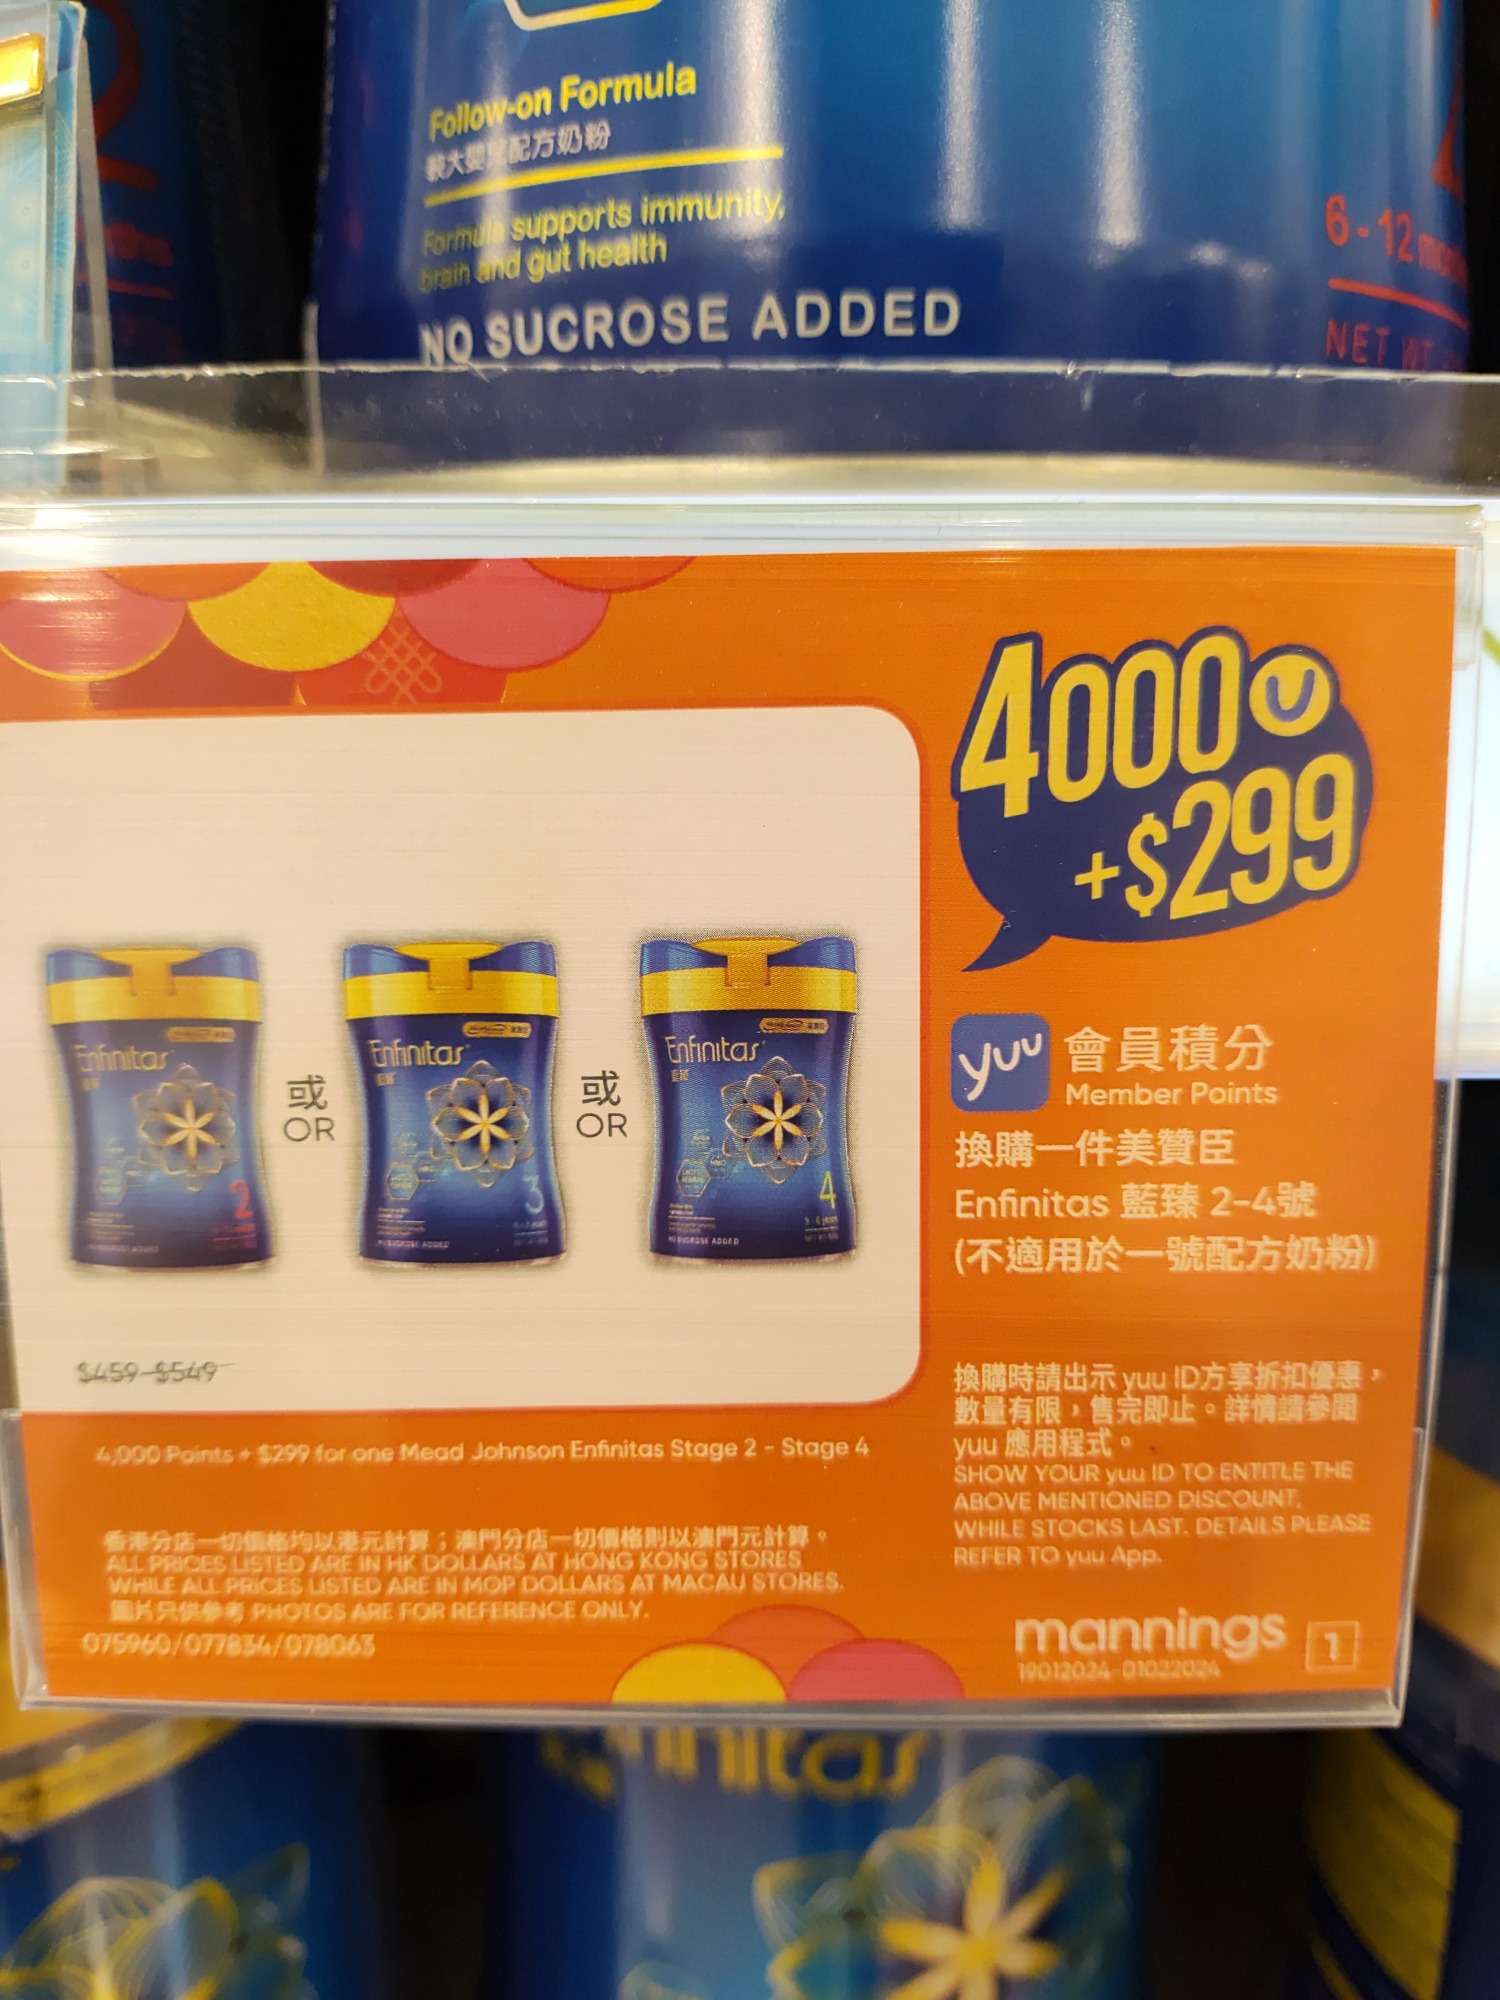 Follow-on Formula
較大嬰兒配方奶粉
Formula supports immunity,
brain and gut health
NO SUCROSE ADDED
6-12
NET WT
4000
+$299
yuu 會員積分
Member Points
換購一件美贊臣
Enfinitas 藍臻 2-4號
(不適用於一號配方奶粉)
Enfinitas
2
或
OR
Enfinitas
3
NO SUCROSE ADDED
或
OR
Enfinitas
4
NO SUCROSE ADDED
$459-$549
4,000 Points + $299 for one Mead Johnson Enfinitas Stage 2 - Stage 4
換購時請出示 yuu ID方享折扣優惠，
數量有限，售完即止。詳情請參閱
yuu 應用程式。
SHOW YOUR yuu ID TO ENTITLE THE
ABOVE MENTIONED DISCOUNT,
WHILE STOCKS LAST. DETAILS PLEASE
REFER TO yuu App.
香港分店一切價格均以港元計算；澳門分店一切價格則以澳門元計算。
ALL PRICES LISTED ARE IN HK DOLLARS AT HONG KONG STORES
WHILE ALL PRICES LISTED ARE IN MOP DOLLARS AT MACAU STORES.
圖片只供參考 PHOTOS ARE FOR REFERENCE ONLY.
075960/077834/078063
mannings
19012024-01022024
1